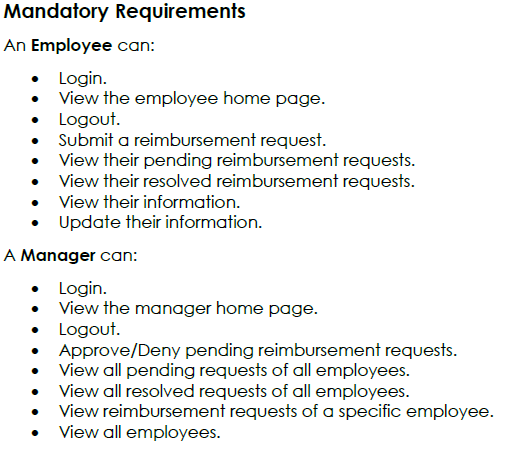 Mandatory Requirements
An Employee can:
• Login.
• View the employee home page.
• Logout.
• Submit a reimbursement request.
• View their pending reimbursement requests.
• View their resolved reimbursement requests.
• View their information.
• Update their information.
A Manager can:
• Login.
• View the manager home page.
• Logout.
• Approve/Deny pending reimbursement requests.
• View all pending requests of all employees.
• View all resolved requests of all employees.
• View reimbursement requests of a specific employee.
• View all employees.